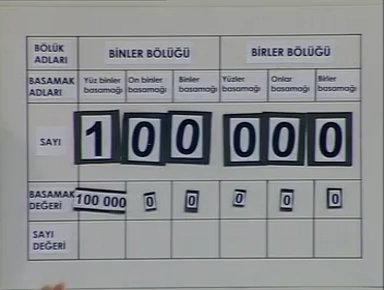 BÖLÜK ADLARI BİNLER BÖLÜĞÜ BİRLER BÖLÜĞÜ
BASAMAK ADLARI Yüz binler basamağı On binler basamağı Binler basamağı Yüzler basamağı Onlar basamağı Birler basamağı
SAYI 1 0 0 0 0 0
BASAMAK DEĞERİ 100 000 0 0 0 0 0
SAYI DEĞERİ